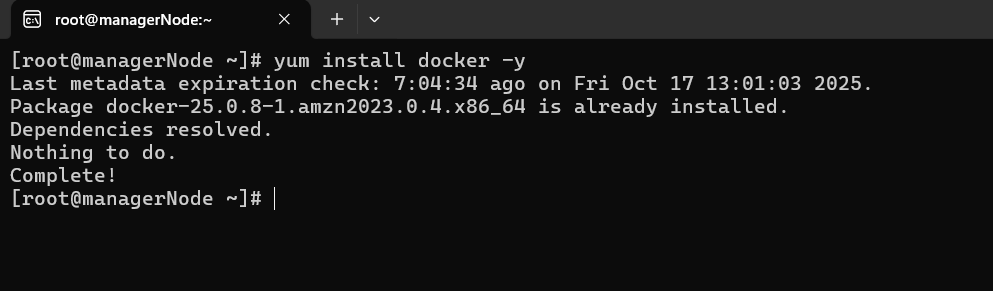 root@managerNode:~
[root@managerNode ~]# yum install docker -y
Last metadata expiration check: 7:04:34 ago on Fri Oct 17 13:01:03 2025.
Package docker-25.0.8-1.amzn2023.0.4.x86_64 is already installed.
Dependencies resolved.
Nothing to do.
Complete!
[root@managerNode ~]#